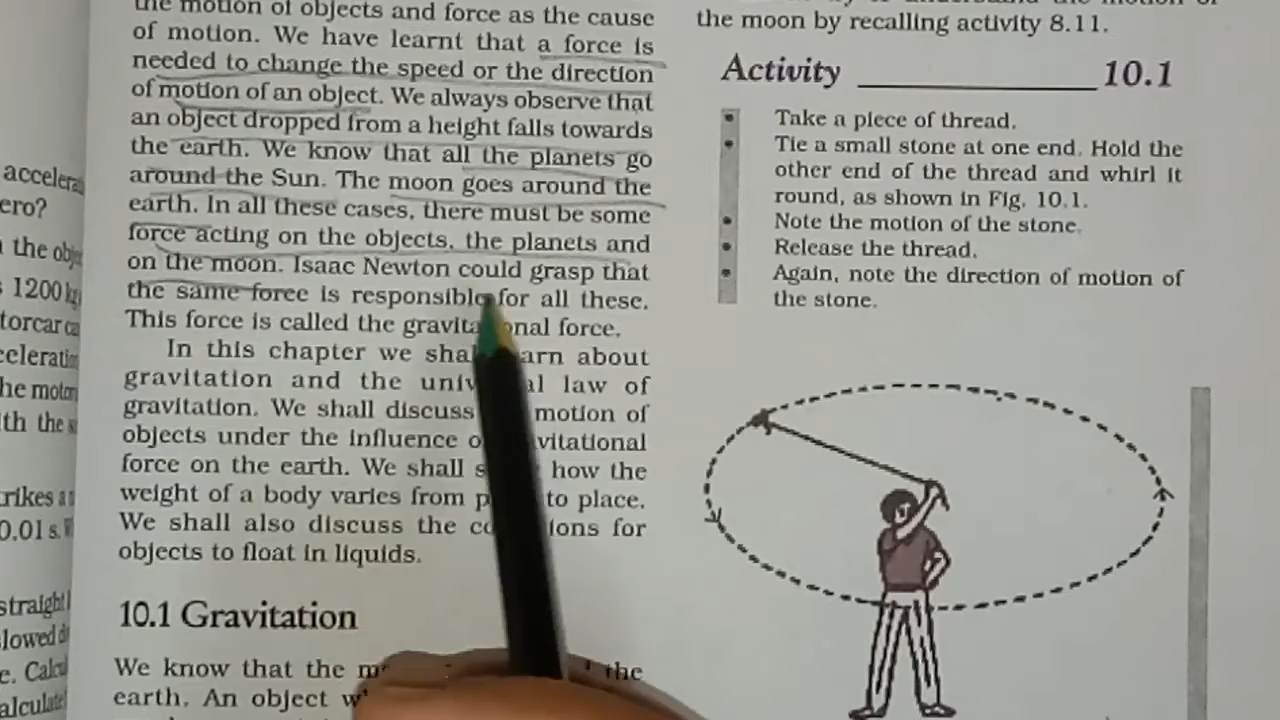 the motion of objects and force as the cause
of motion. We have learnt that a force is
needed to change the speed or the direction
of motion of an object. We always observe that
an object dropped from a height falls towards
the earth. We know that all the planets go
around the Sun. The moon goes around the
earth. In all these cases, there must be some
force acting on the objects, the planets and
on the moon. Isaac Newton could grasp that
the same force is responsible for all these.
This force is called the gravita onal force.
In this chapter we sha arn about
gravitation and the univ al law of
gravitation. We shall discuss motion of
objects under the influence o vitational
force on the earth. We shall s how the
weight of a body varies from p to place.
We shall also discuss the co ions for
objects to float in liquids.
10.1 Gravitation
We know that the m the
earth. An object w
accelera
ero?
the obje
1200 kg
torcar ca
celeratio
he motor
th the s
rikes a
0.01 s.
straight
lowed d
e. Calcu
alculate
the moon by recalling activity 8.11.
Activity 10.1
• Take a piece of thread.
• Tie a small stone at one end. Hold the
other end of the thread and whirl it
round, as shown in Fig. 10.1.
• Note the motion of the stone.
• Release the thread.
• Again, note the direction of motion of
the stone.